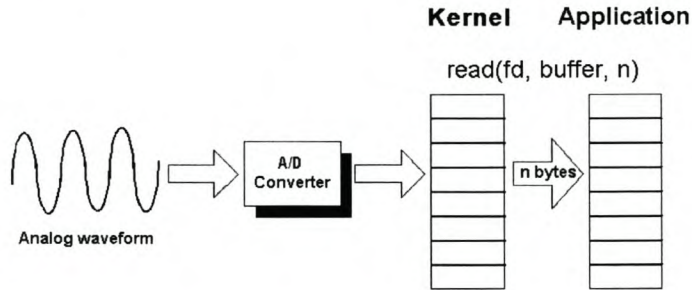 Kernel Application
read(fd, buffer, n)
A/D
Converter
n bytes
Analog waveform